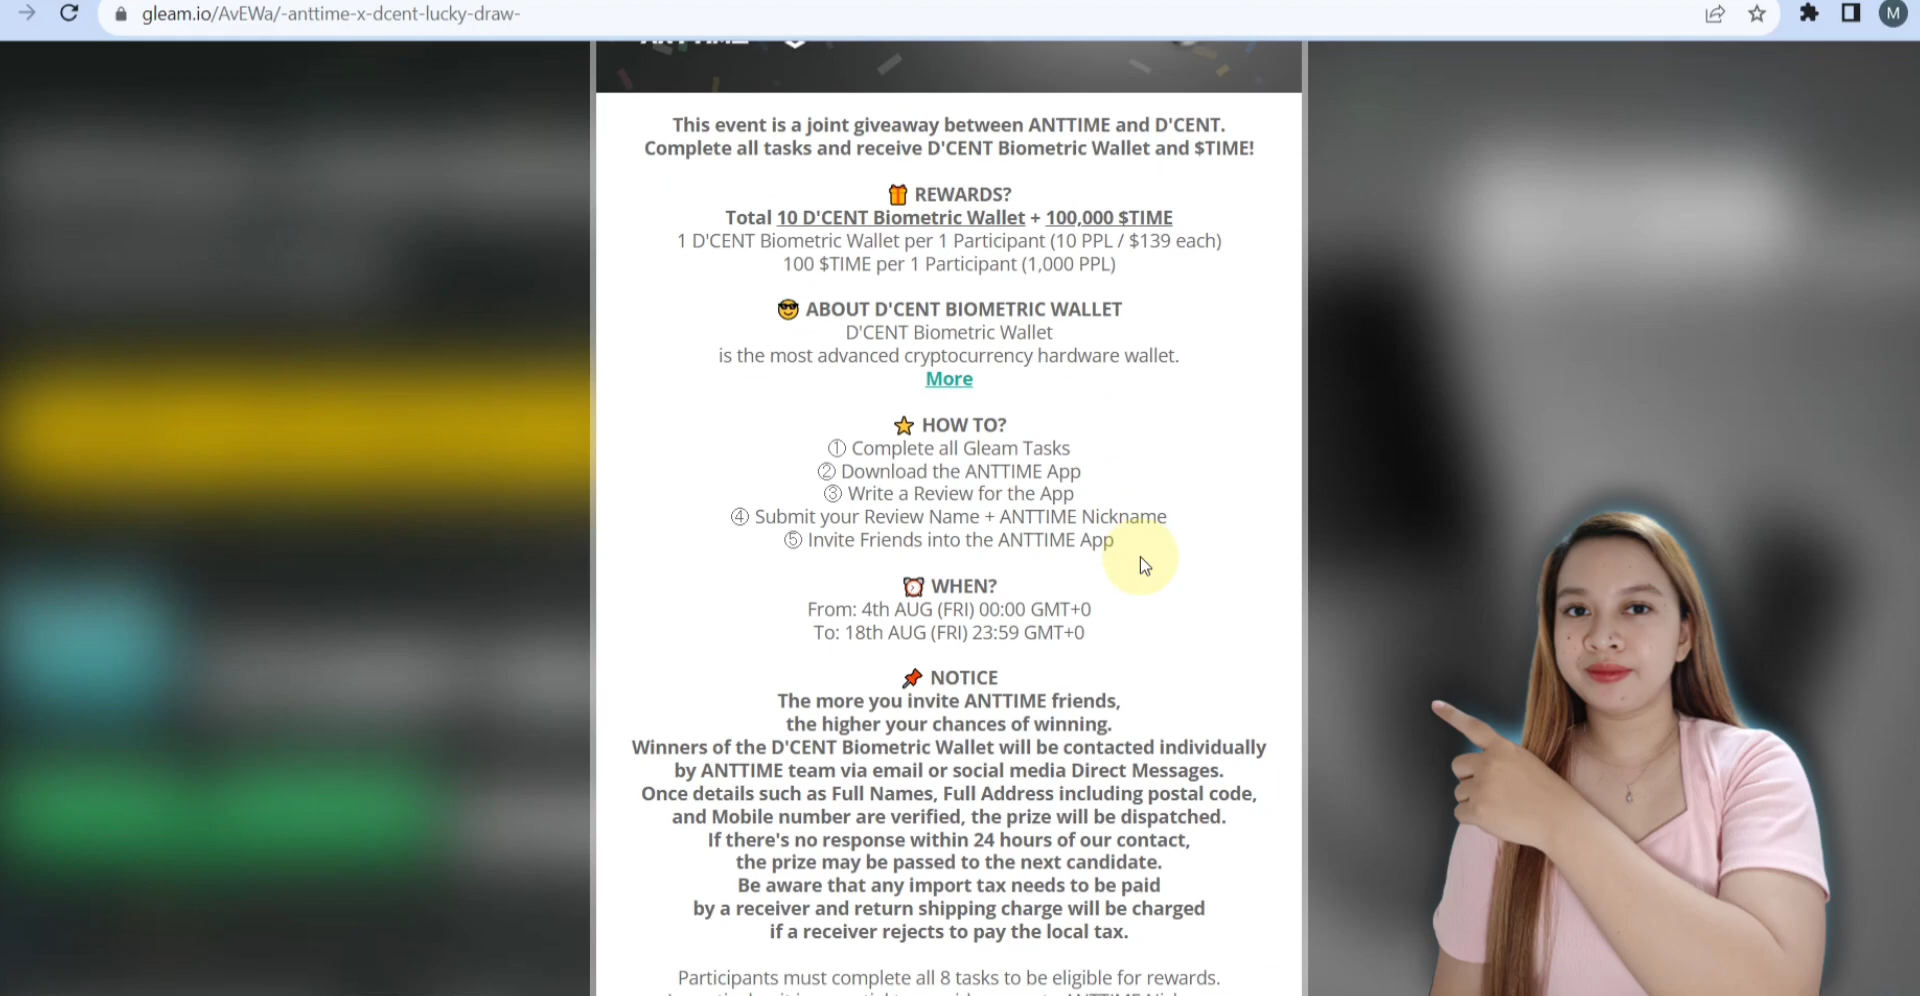 gleam.io/AvEWa/-anttime-x-dcent-lucky-draw-
M
This event is a joint giveaway between ANTTIME and D'CENT.
Complete all tasks and receive D'CENT Biometric Wallet and $TIME!
🎁 REWARDS?
Total 10 D'CENT Biometric Wallet + 100,000 $TIME
1 D'CENT Biometric Wallet per 1 Participant (10 PPL / $139 each)
100 $TIME per 1 Participant (1,000 PPL)
😎 ABOUT D'CENT BIOMETRIC WALLET
D'CENT Biometric Wallet
is the most advanced cryptocurrency hardware wallet.
More
⭐ HOW TO?
① Complete all Gleam Tasks
② Download the ANTTIME App
③ Write a Review for the App
④ Submit your Review Name + ANTTIME Nickname
⑤ Invite Friends into the ANTTIME App
⏰ WHEN?
From: 4th AUG (FRI) 00:00 GMT+0
To: 18th AUG (FRI) 23:59 GMT+0
📌 NOTICE
The more you invite ANTTIME friends,
the higher your chances of winning.
Winners of the D'CENT Biometric Wallet will be contacted individually
by ANTTIME team via email or social media Direct Messages.
Once details such as Full Names, Full Address including postal code,
and Mobile number are verified, the prize will be dispatched.
If there's no response within 24 hours of our contact,
the prize may be passed to the next candidate.
Be aware that any import tax needs to be paid
by a receiver and return shipping charge will be charged
if a receiver rejects to pay the local tax.
Participants must complete all 8 tasks to be eligible for rewards.